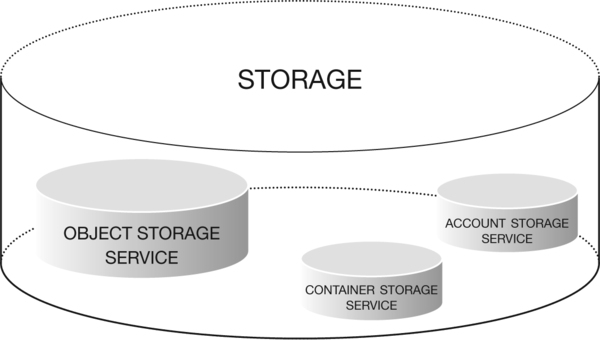 STORAGE
OBJECT STORAGE
SERVICE
ACCOUNT STORAGE
SERVICE
CONTAINER STORAGE
SERVICE